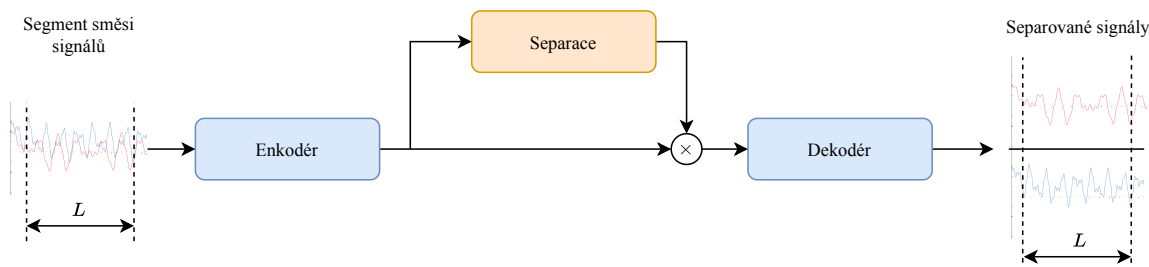 Segment směsi
signálů
L
Enkodér
Separace
×
Dekodér
Separované signály
L